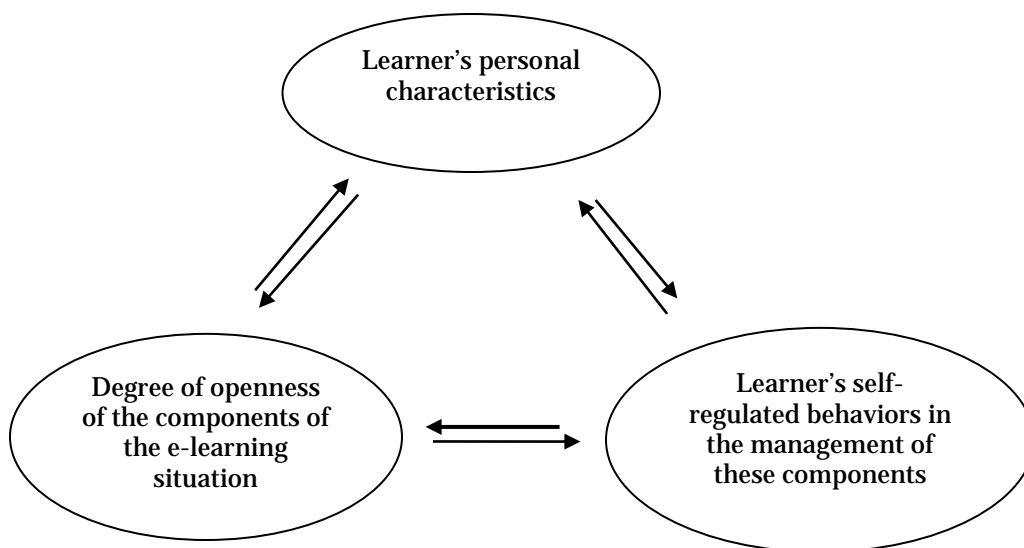 Learner’s personal
characteristics
Degree of openness
of the components of
the e-learning
situation
Learner’s self-
regulated behaviors in
the management of
these components